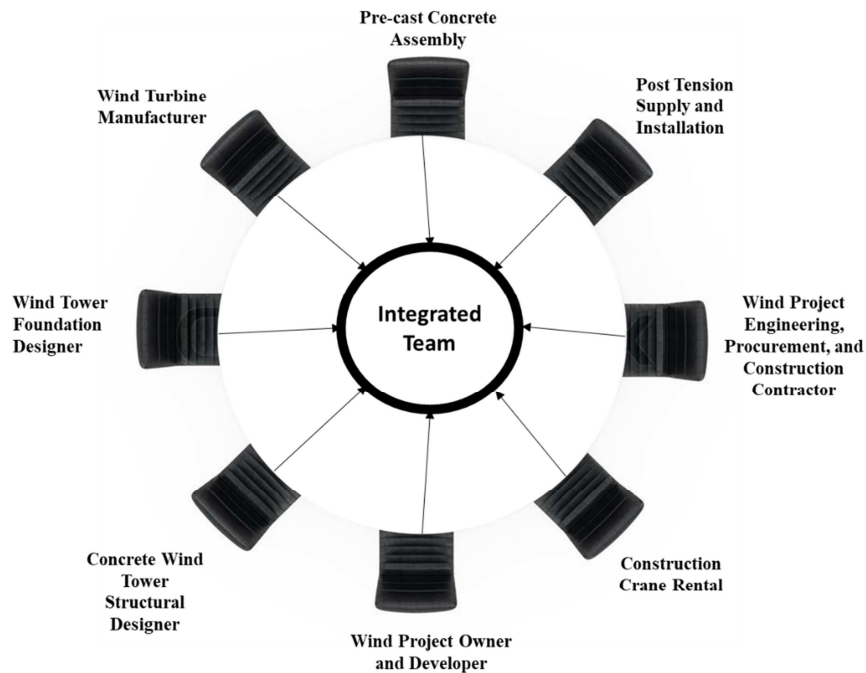 Pre-cast Concrete
Assembly
Wind Turbine
Manufacturer
Post Tension
Supply and
Installation
Wind Tower
Foundation
Designer
Integrated
Team
Wind Project
Engineering,
Procurement, and
Construction
Contractor
Concrete Wind
Tower
Structural
Designer
Construction
Crane Rental
Wind Project Owner
and Developer